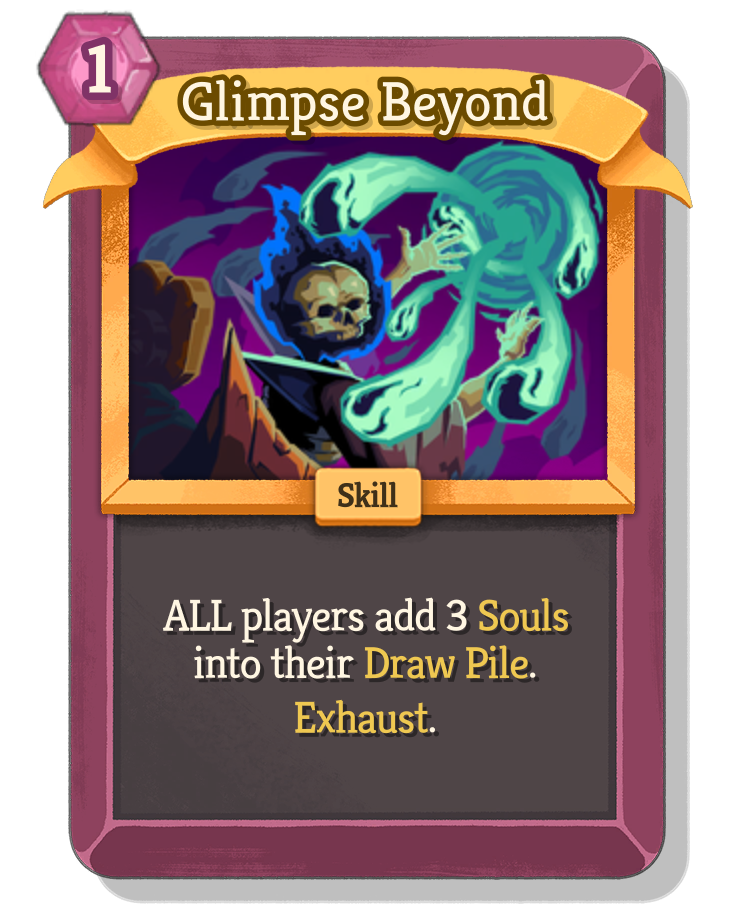 1
Glimpse Beyond
Skill
ALL players add 3 Souls
into their Draw Pile.
Exhaust.